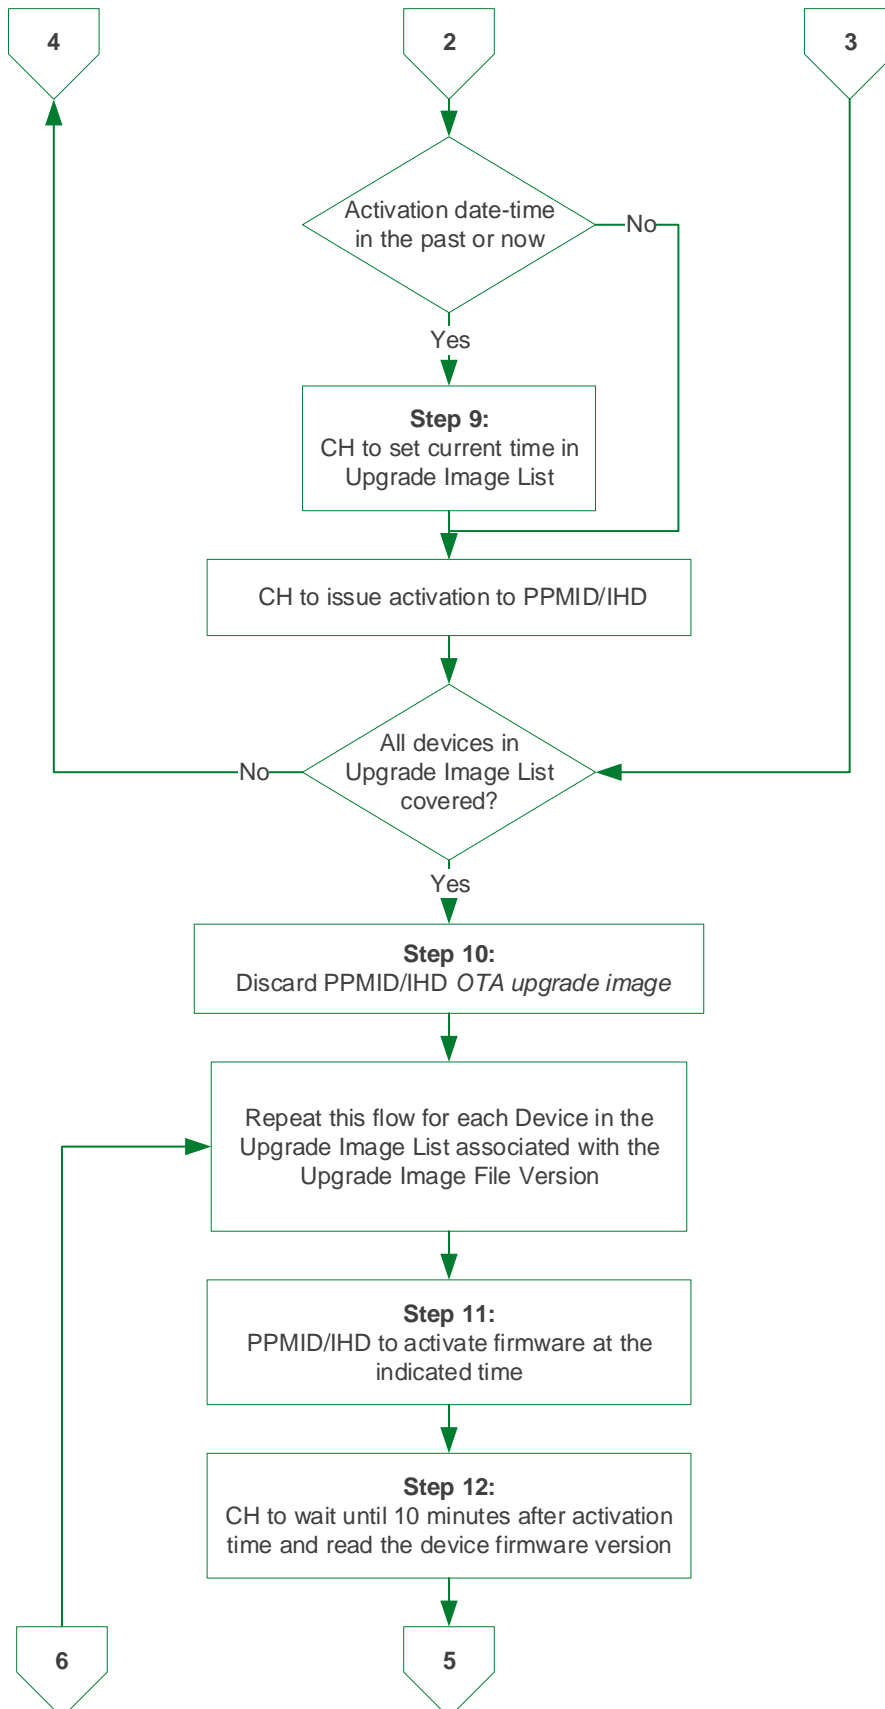 4
2
3
Activation date-time
in the past or now
No
Yes
Step 9:
CH to set current time in
Upgrade Image List
CH to issue activation to PPMID/IHD
All devices in
Upgrade Image List
covered?
No
Yes
Step 10:
Discard PPMID/IHD OTA upgrade image
Repeat this flow for each Device in the
Upgrade Image List associated with the
Upgrade Image File Version
Step 11:
PPMID/IHD to activate firmware at the
indicated time
Step 12:
CH to wait until 10 minutes after activation
time and read the device firmware version
6
5